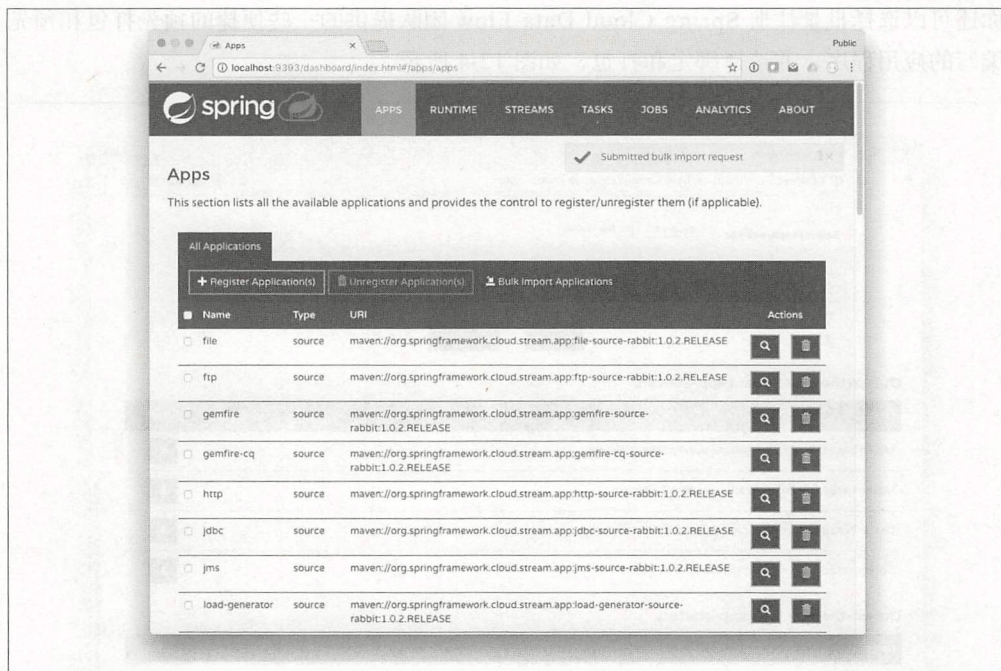 Apps
Public
localhost:9393/dashboard/index.html#/apps/apps
spring
APPS RUNTIME STREAMS TASKS JOBS ANALYTICS ABOUT
Submitted bulk import request
Apps
This section lists all the available applications and provides the control to register/unregister them (if applicable).
All Applications
Register Application(s) Unregister Application(s) Bulk Import Applications
Name Type URI Actions
file source maven://org.springframework.cloud.stream.app:file-source-rabbit:1.0.2.RELEASE
ftp source maven://org.springframework.cloud.stream.app:ftp-source-rabbit:1.0.2.RELEASE
gemfire source maven://org.springframework.cloud.stream.app:gemfire-source-
rabbit:1.0.2.RELEASE
gemfire-cq source maven://org.springframework.cloud.stream.app:gemfire-cq-source-
rabbit:1.0.2.RELEASE
http source maven://org.springframework.cloud.stream.app:http-source-rabbit:1.0.2.RELEASE
jdbc source maven://org.springframework.cloud.stream.app:jdbc-source-rabbit:1.0.2.RELEASE
jms source maven://org.springframework.cloud.stream.app:jms-source-rabbit:1.0.2.RELEASE
load-generator source maven://org.springframework.cloud.stream.app:load-generator-source-
rabbit:1.0.2.RELEASE